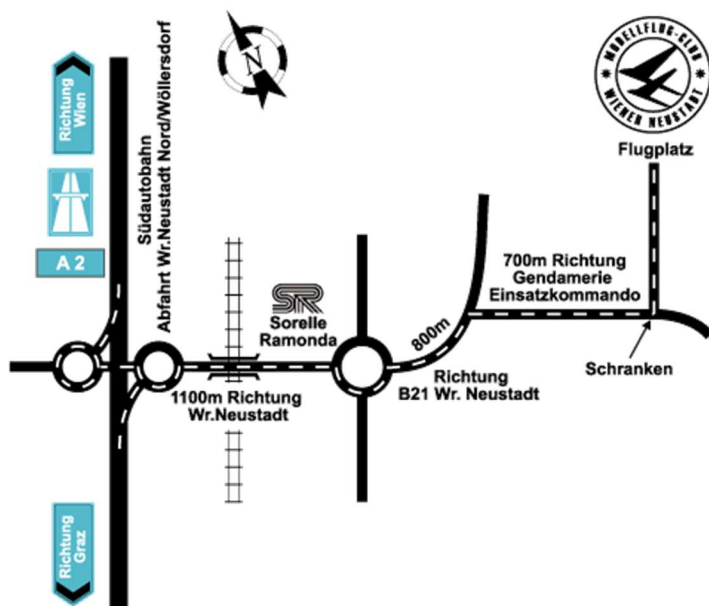 Richtung
Wien
A 2
Südautobahn
Abfahrt Wr.Neustadt Nord/Wöllersdorf
N
MODELLFLUG-CLUB
WIENER NEUSTADT
Flugplatz
700m Richtung
Gendamerie
Einsatzkommando
SR
Sorelle
Ramonda
800m
Schranken
Richtung
B21 Wr. Neustadt
1100m Richtung
Wr.Neustadt
Richtung
Graz